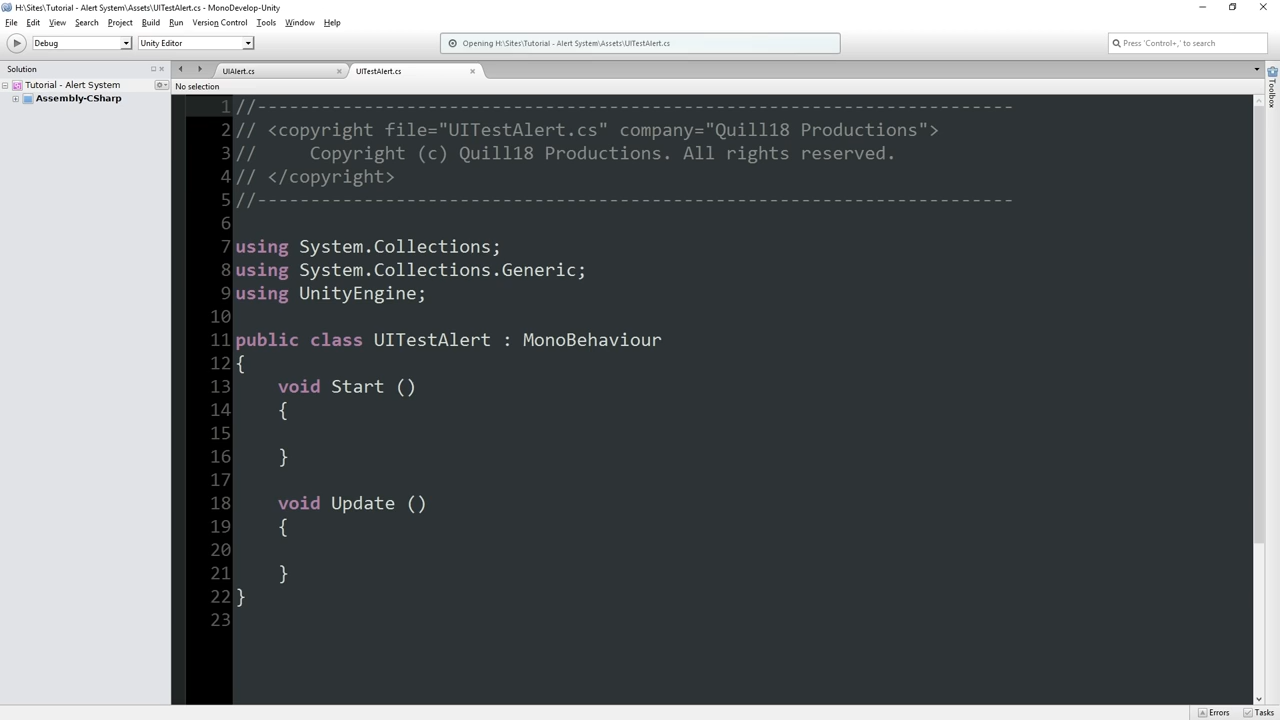 H:\Sites\Tutorial - Alert System\Assets\UITestAlert.cs - MonoDevelop-Unity
File Edit View Search Project Build Run Version Control Tools Window Help
Debug Unity Editor Opening H:\Sites\Tutorial - Alert System\Assets\UITestAlert.cs Press 'Control+,' to search
Solution UIAlert.cs UITestAlert.cs
Tutorial - Alert System No selection
Assembly-CSharp
Toolbox
1 //-----------------------------------------------------------------------
2 // <copyright file="UITestAlert.cs" company="Quill18 Productions">
3 //     Copyright (c) Quill18 Productions. All rights reserved.
4 // </copyright>
5 //-----------------------------------------------------------------------
6
7 using System.Collections;
8 using System.Collections.Generic;
9 using UnityEngine;
10
11 public class UITestAlert : MonoBehaviour
12 {
13     void Start ()
14     {
15
16     }
17
18     void Update ()
19     {
20
21     }
22 }
23
Errors Tasks